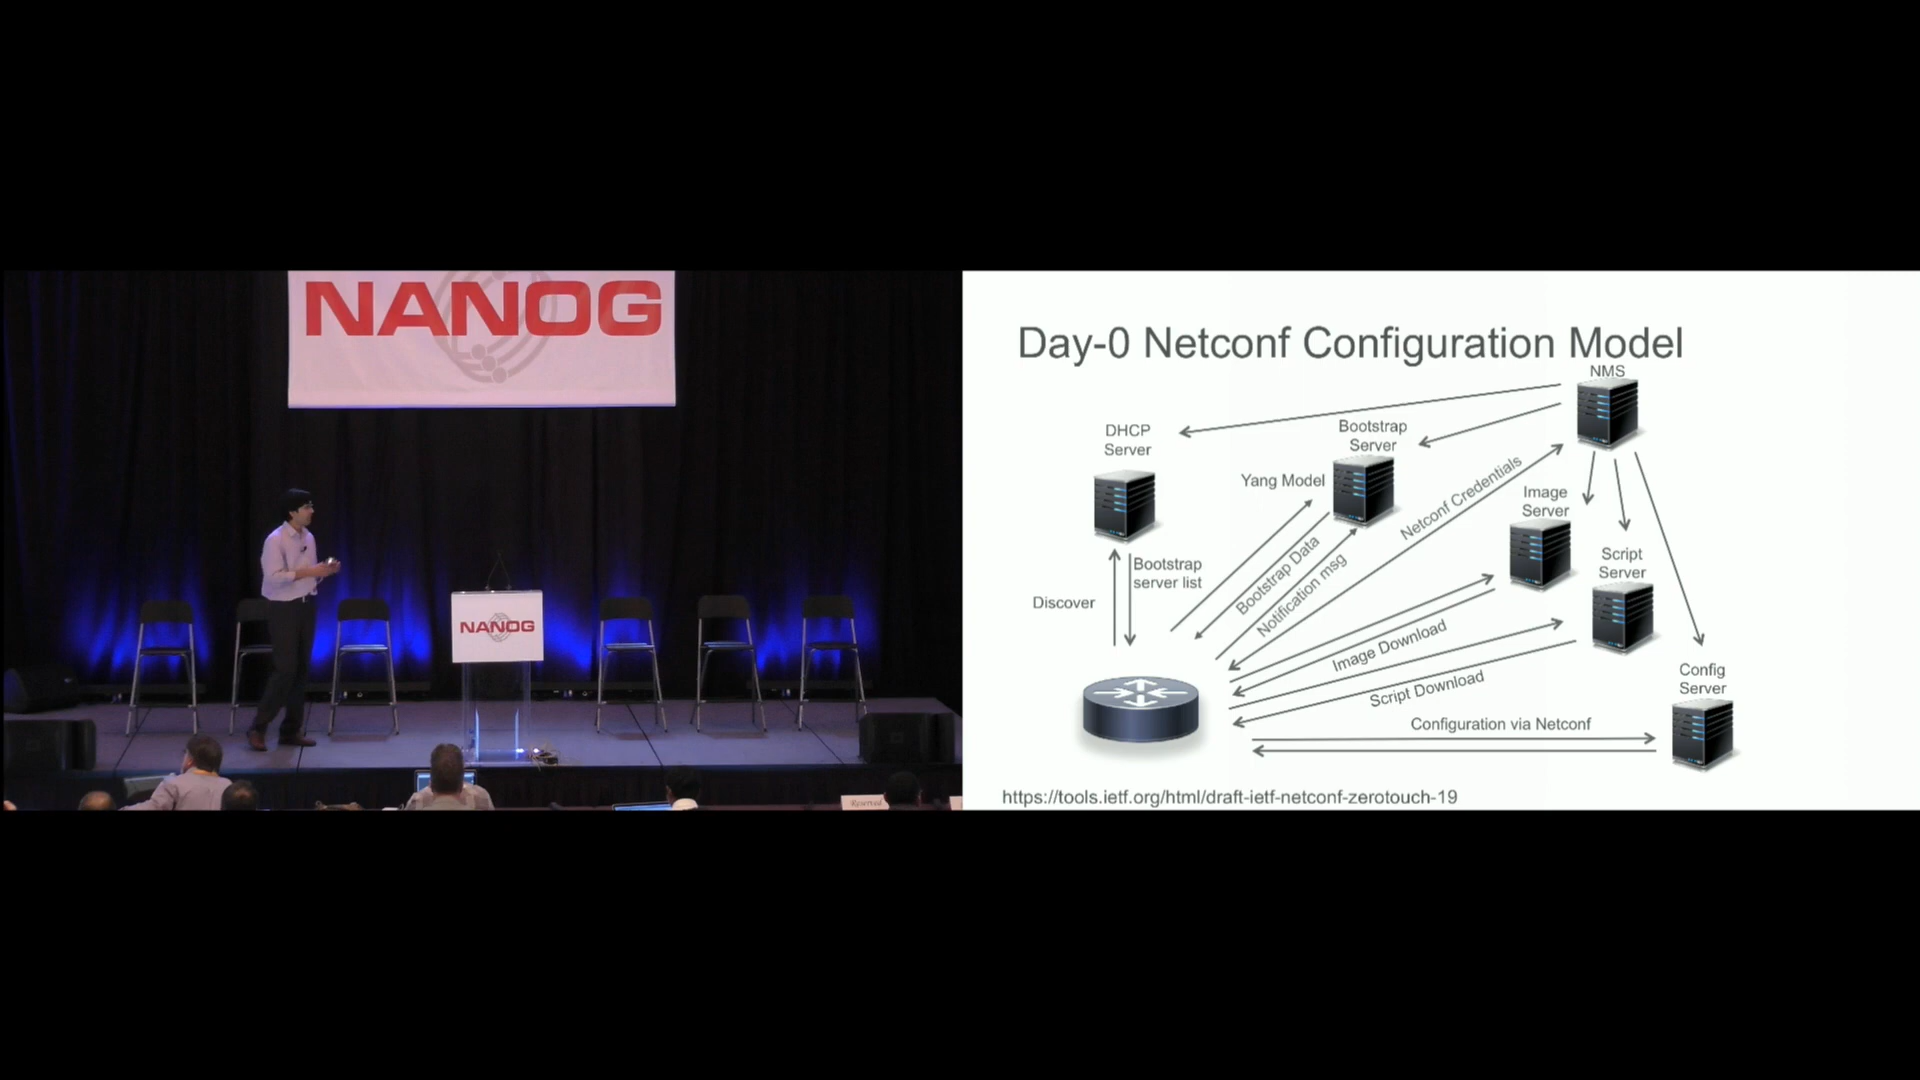 NANOG
NANOG
Reserved
Day-0 Netconf Configuration Model
NMS
DHCP
Server
Bootstrap
Server
Yang Model
Netconf Credentials
Image
Server
Script
Server
Bootstrap
server list
Discover
Bootstrap Data
Notification msg
Image Download
Script Download
Config
Server
Configuration via Netconf
https://tools.ietf.org/html/draft-ietf-netconf-zerotouch-19